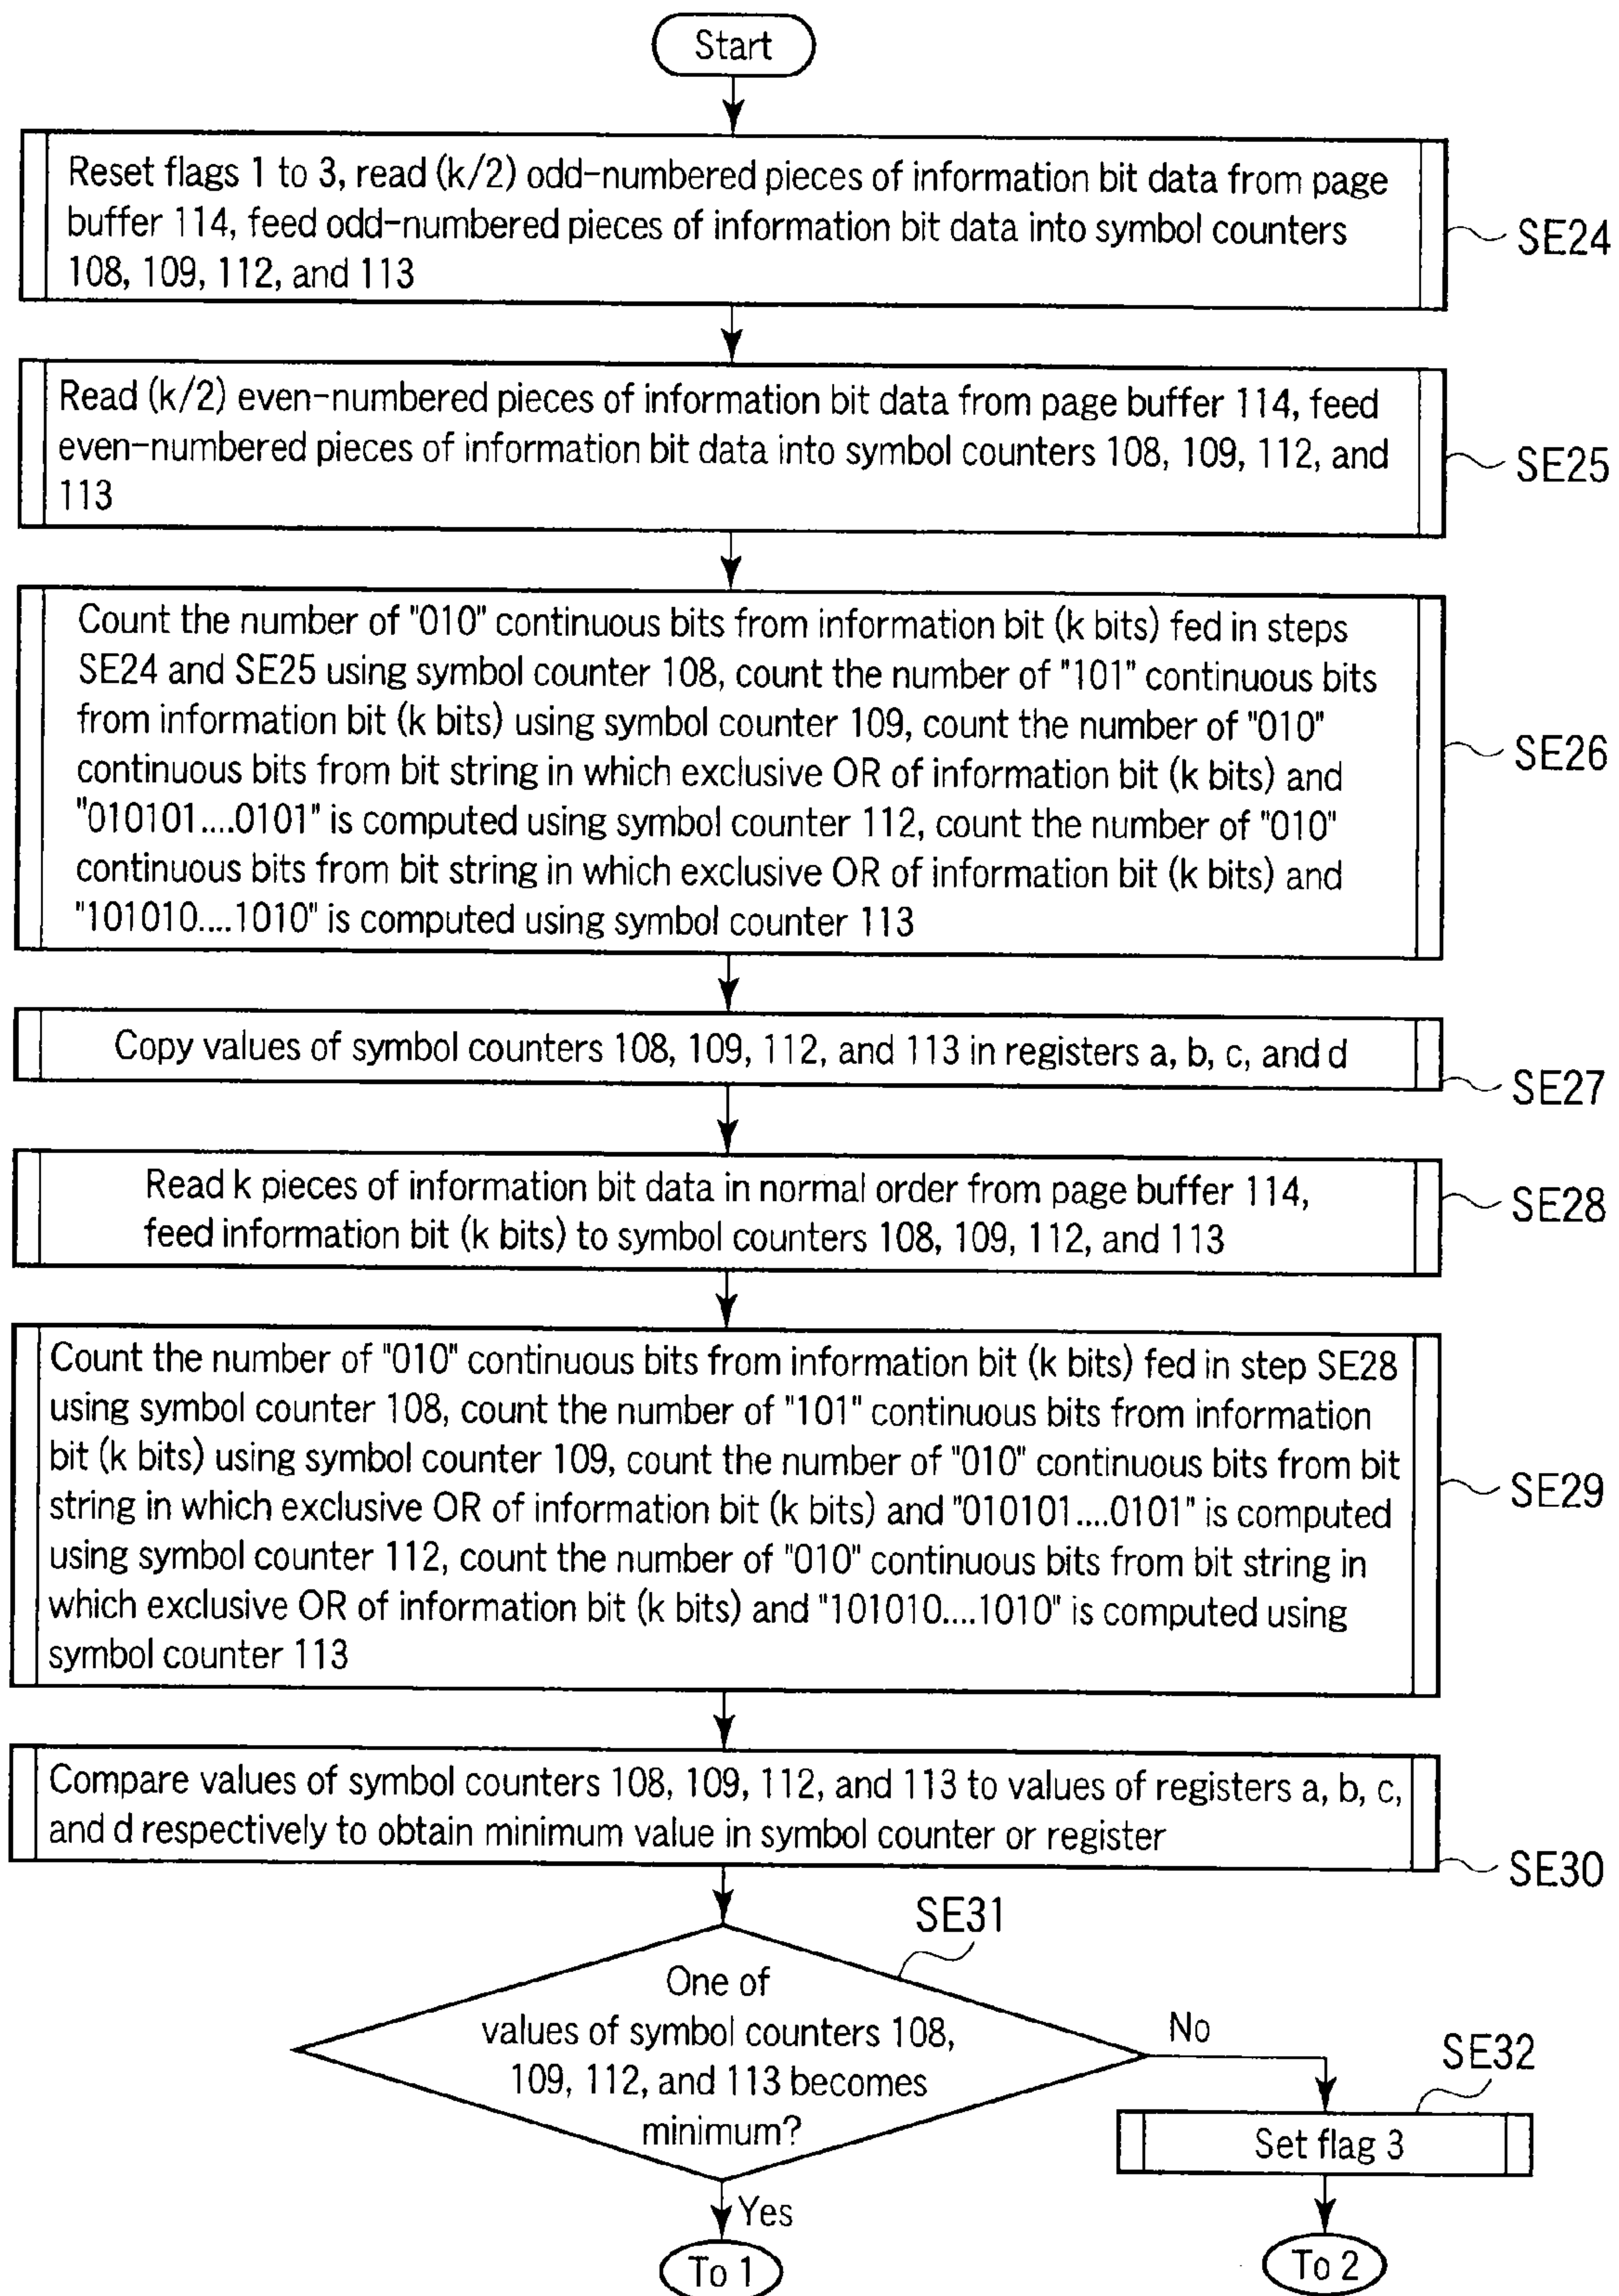 Start
Reset flags 1 to 3, read (k/2) odd-numbered pieces of information bit data from page
buffer 114, feed odd-numbered pieces of information bit data into symbol counters
108, 109, 112, and 113
SE24
Read (k/2) even-numbered pieces of information bit data from page buffer 114, feed
even-numbered pieces of information bit data into symbol counters 108, 109, 112, and
113
SE25
Count the number of "010" continuous bits from information bit (k bits) fed in steps
SE24 and SE25 using symbol counter 108, count the number of "101" continuous bits
from information bit (k bits) using symbol counter 109, count the number of "010"
continuous bits from bit string in which exclusive OR of information bit (k bits) and
"010101....0101" is computed using symbol counter 112, count the number of "010"
continuous bits from bit string in which exclusive OR of information bit (k bits) and
"101010....1010" is computed using symbol counter 113
SE26
Copy values of symbol counters 108, 109, 112, and 113 in registers a, b, c, and d
SE27
Read k pieces of information bit data in normal order from page buffer 114,
feed information bit (k bits) to symbol counters 108, 109, 112, and 113
SE28
Count the number of "010" continuous bits from information bit (k bits) fed in step SE28
using symbol counter 108, count the number of "101" continuous bits from information
bit (k bits) using symbol counter 109, count the number of "010" continuous bits from bit
string in which exclusive OR of information bit (k bits) and "010101....0101" is computed
using symbol counter 112, count the number of "010" continuous bits from bit string in
which exclusive OR of information bit (k bits) and "101010....1010" is computed using
symbol counter 113
SE29
Compare values of symbol counters 108, 109, 112, and 113 to values of registers a, b, c,
and d respectively to obtain minimum value in symbol counter or register
SE30
SE31
One of
values of symbol counters 108,
109, 112, and 113 becomes
minimum?
No
SE32
Set flag 3
Yes
To 1
To 2